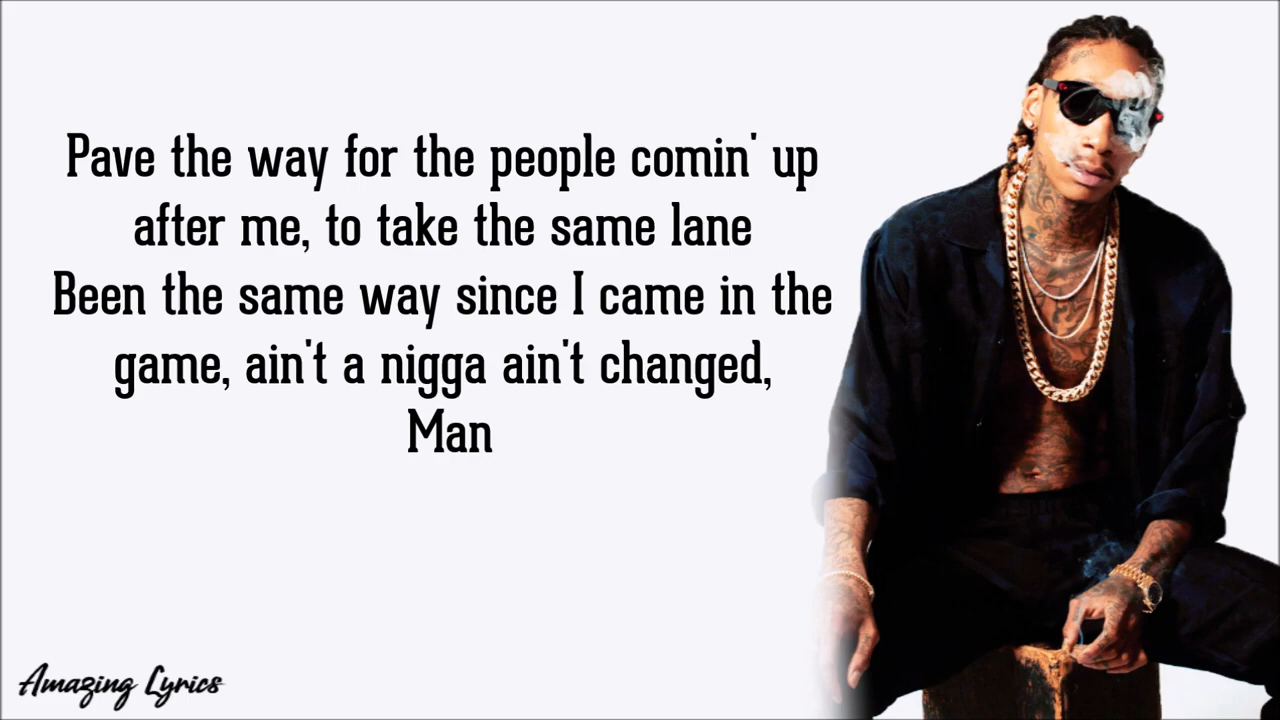 Pave the way for the people comin' up
after me, to take the same lane
Been the same way since I came in the
game, ain't a nigga ain't changed,
Man
Amazing Lyrics